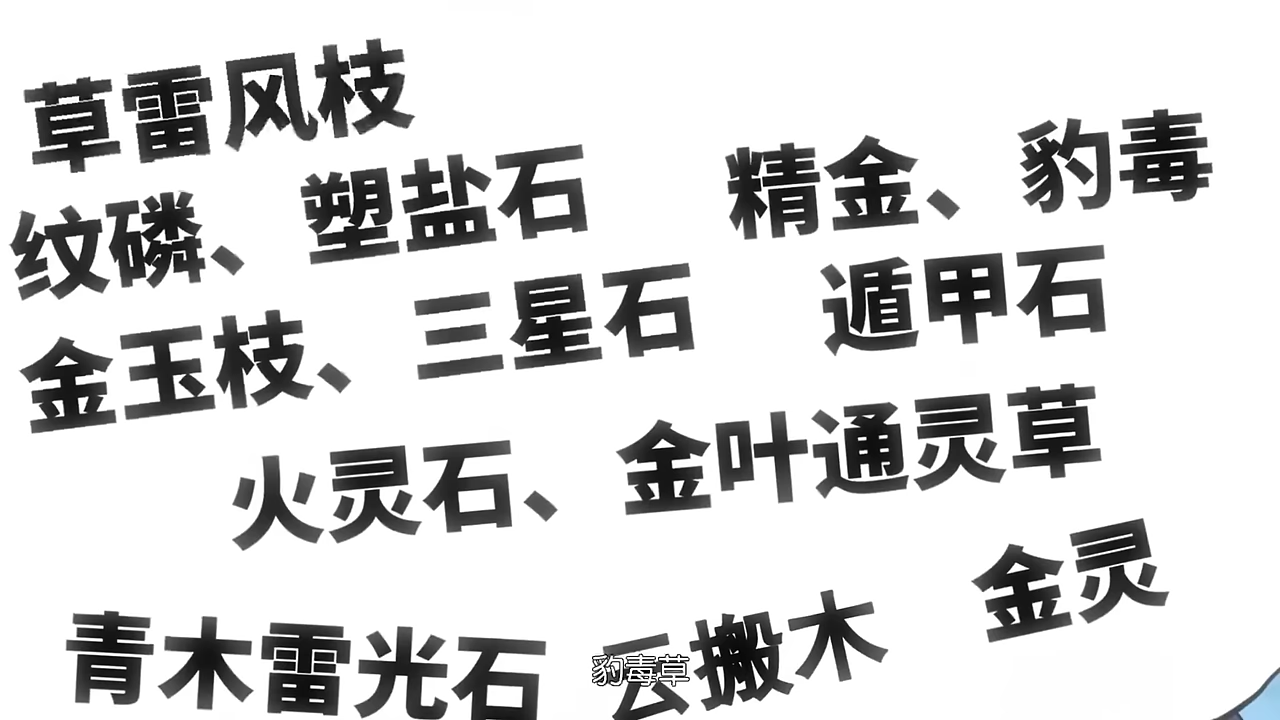 草雷风枝
纹磷、塑盐石
精金、豹毒
金玉枝、三星石
遁甲石
火灵石、金叶通灵草
金灵
青木雷光石
云搬木
豹毒草